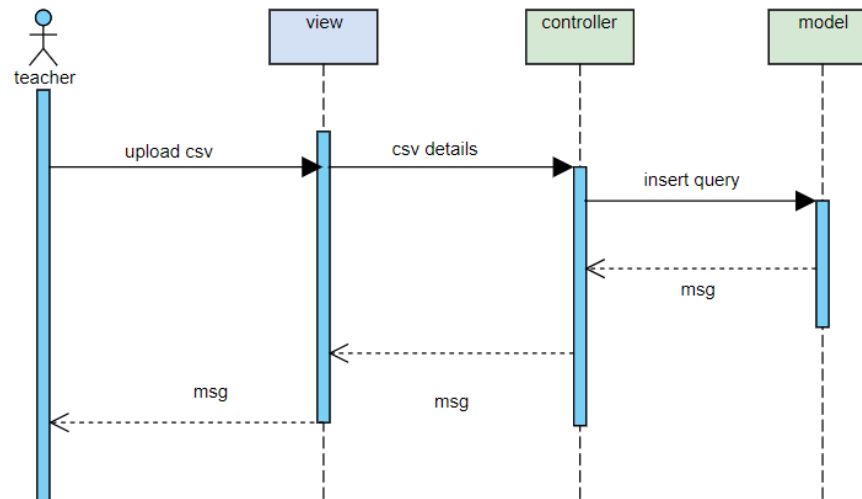 view
controller
model
teacher
upload csv
csv details
insert query
msg
msg
msg